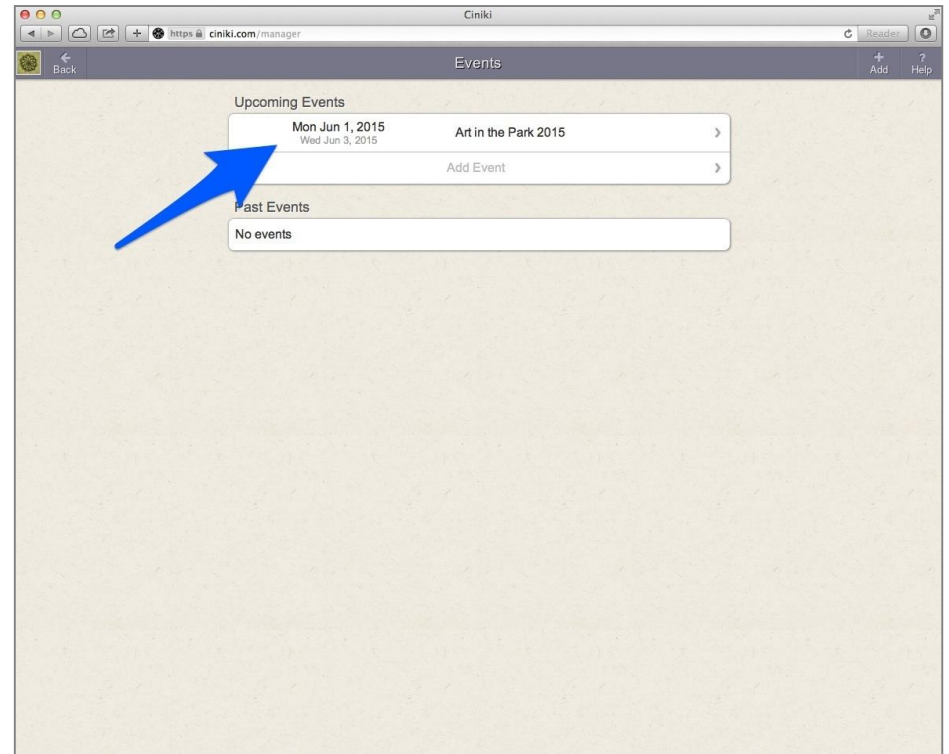 Ciniki
https ciniki.com/manager
Reader
Back
Events
+ Add
? Help
Upcoming Events
Mon Jun 1, 2015
Wed Jun 3, 2015
Art in the Park 2015
Add Event
Past Events
No events